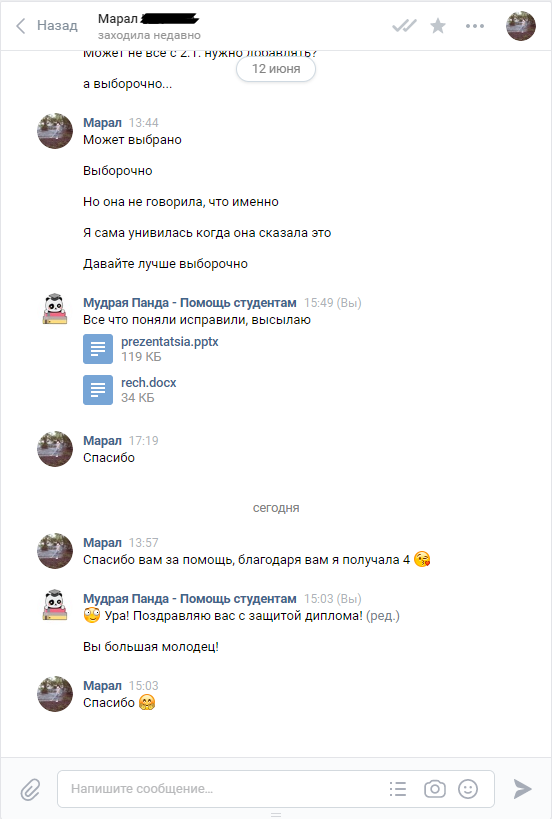 Назад
Марал
заходила недавно
Может не все с 2.1. нужно добавлять?
12 июня
а выборочно...
Марал 13:44
Может выбрано
Выборочно
Но она не говорила, что именно
Я сама унивилась когда она сказала это
Давайте лучше выборочно
Мудрая Панда - Помощь студентам 15:49 (Вы)
Все что поняли исправили, высылаю
prezentatsia.pptx
119 КБ
rech.docx
34 КБ
Марал 17:19
Спасибо
сегодня
Марал 13:57
Спасибо вам за помощь, благодаря вам я получала 4 😘
Мудрая Панда - Помощь студентам 15:03 (Вы)
🙄 Ура! Поздравляю вас с защитой диплома! (ред.)
Вы большая молодец!
Марал 15:03
Спасибо 🤗
Напишите сообщение...